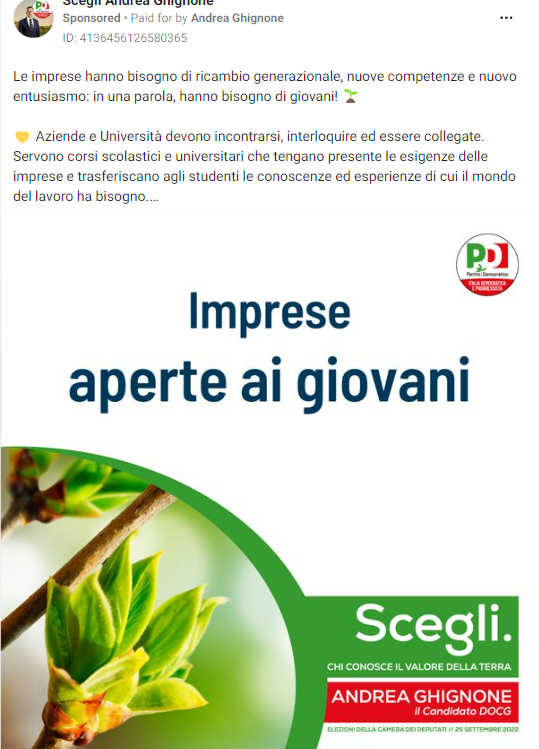 Scegli Andrea Ghignone
Sponsored • Paid for by Andrea Ghignone
ID: 4136456126580365
Le imprese hanno bisogno di ricambio generazionale, nuove competenze e nuovo
entusiasmo: in una parola, hanno bisogno di giovani! 🌱
🤝 Aziende e Università devono incontrarsi, interloquire ed essere collegate.
Servono corsi scolastici e universitari che tengano presente le esigenze delle
imprese e trasferiscano agli studenti le conoscenze ed esperienze di cui il mondo
del lavoro ha bisogno....
PD
Partito Democratico
ITALIA DEMOCRATICA
E PROGRESSISTA
Imprese
aperte ai giovani
Scegli.
CHI CONOSCE IL VALORE DELLA TERRA
ANDREA GHIGNONE
il Candidato DOCG
ELEZIONI DELLA CAMERA DEI DEPUTATI // 25 SETTEMBRE 2022